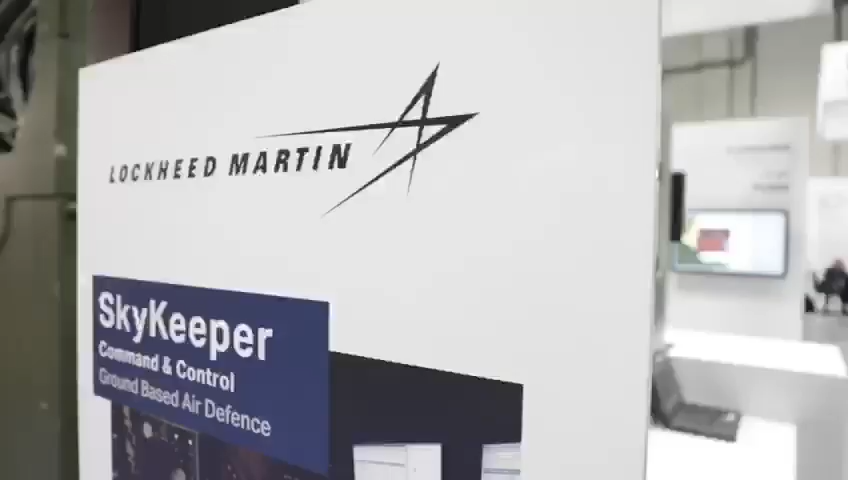 LOCKHEED MARTIN
SkyKeeper
Command & Control
Ground Based Air Defence